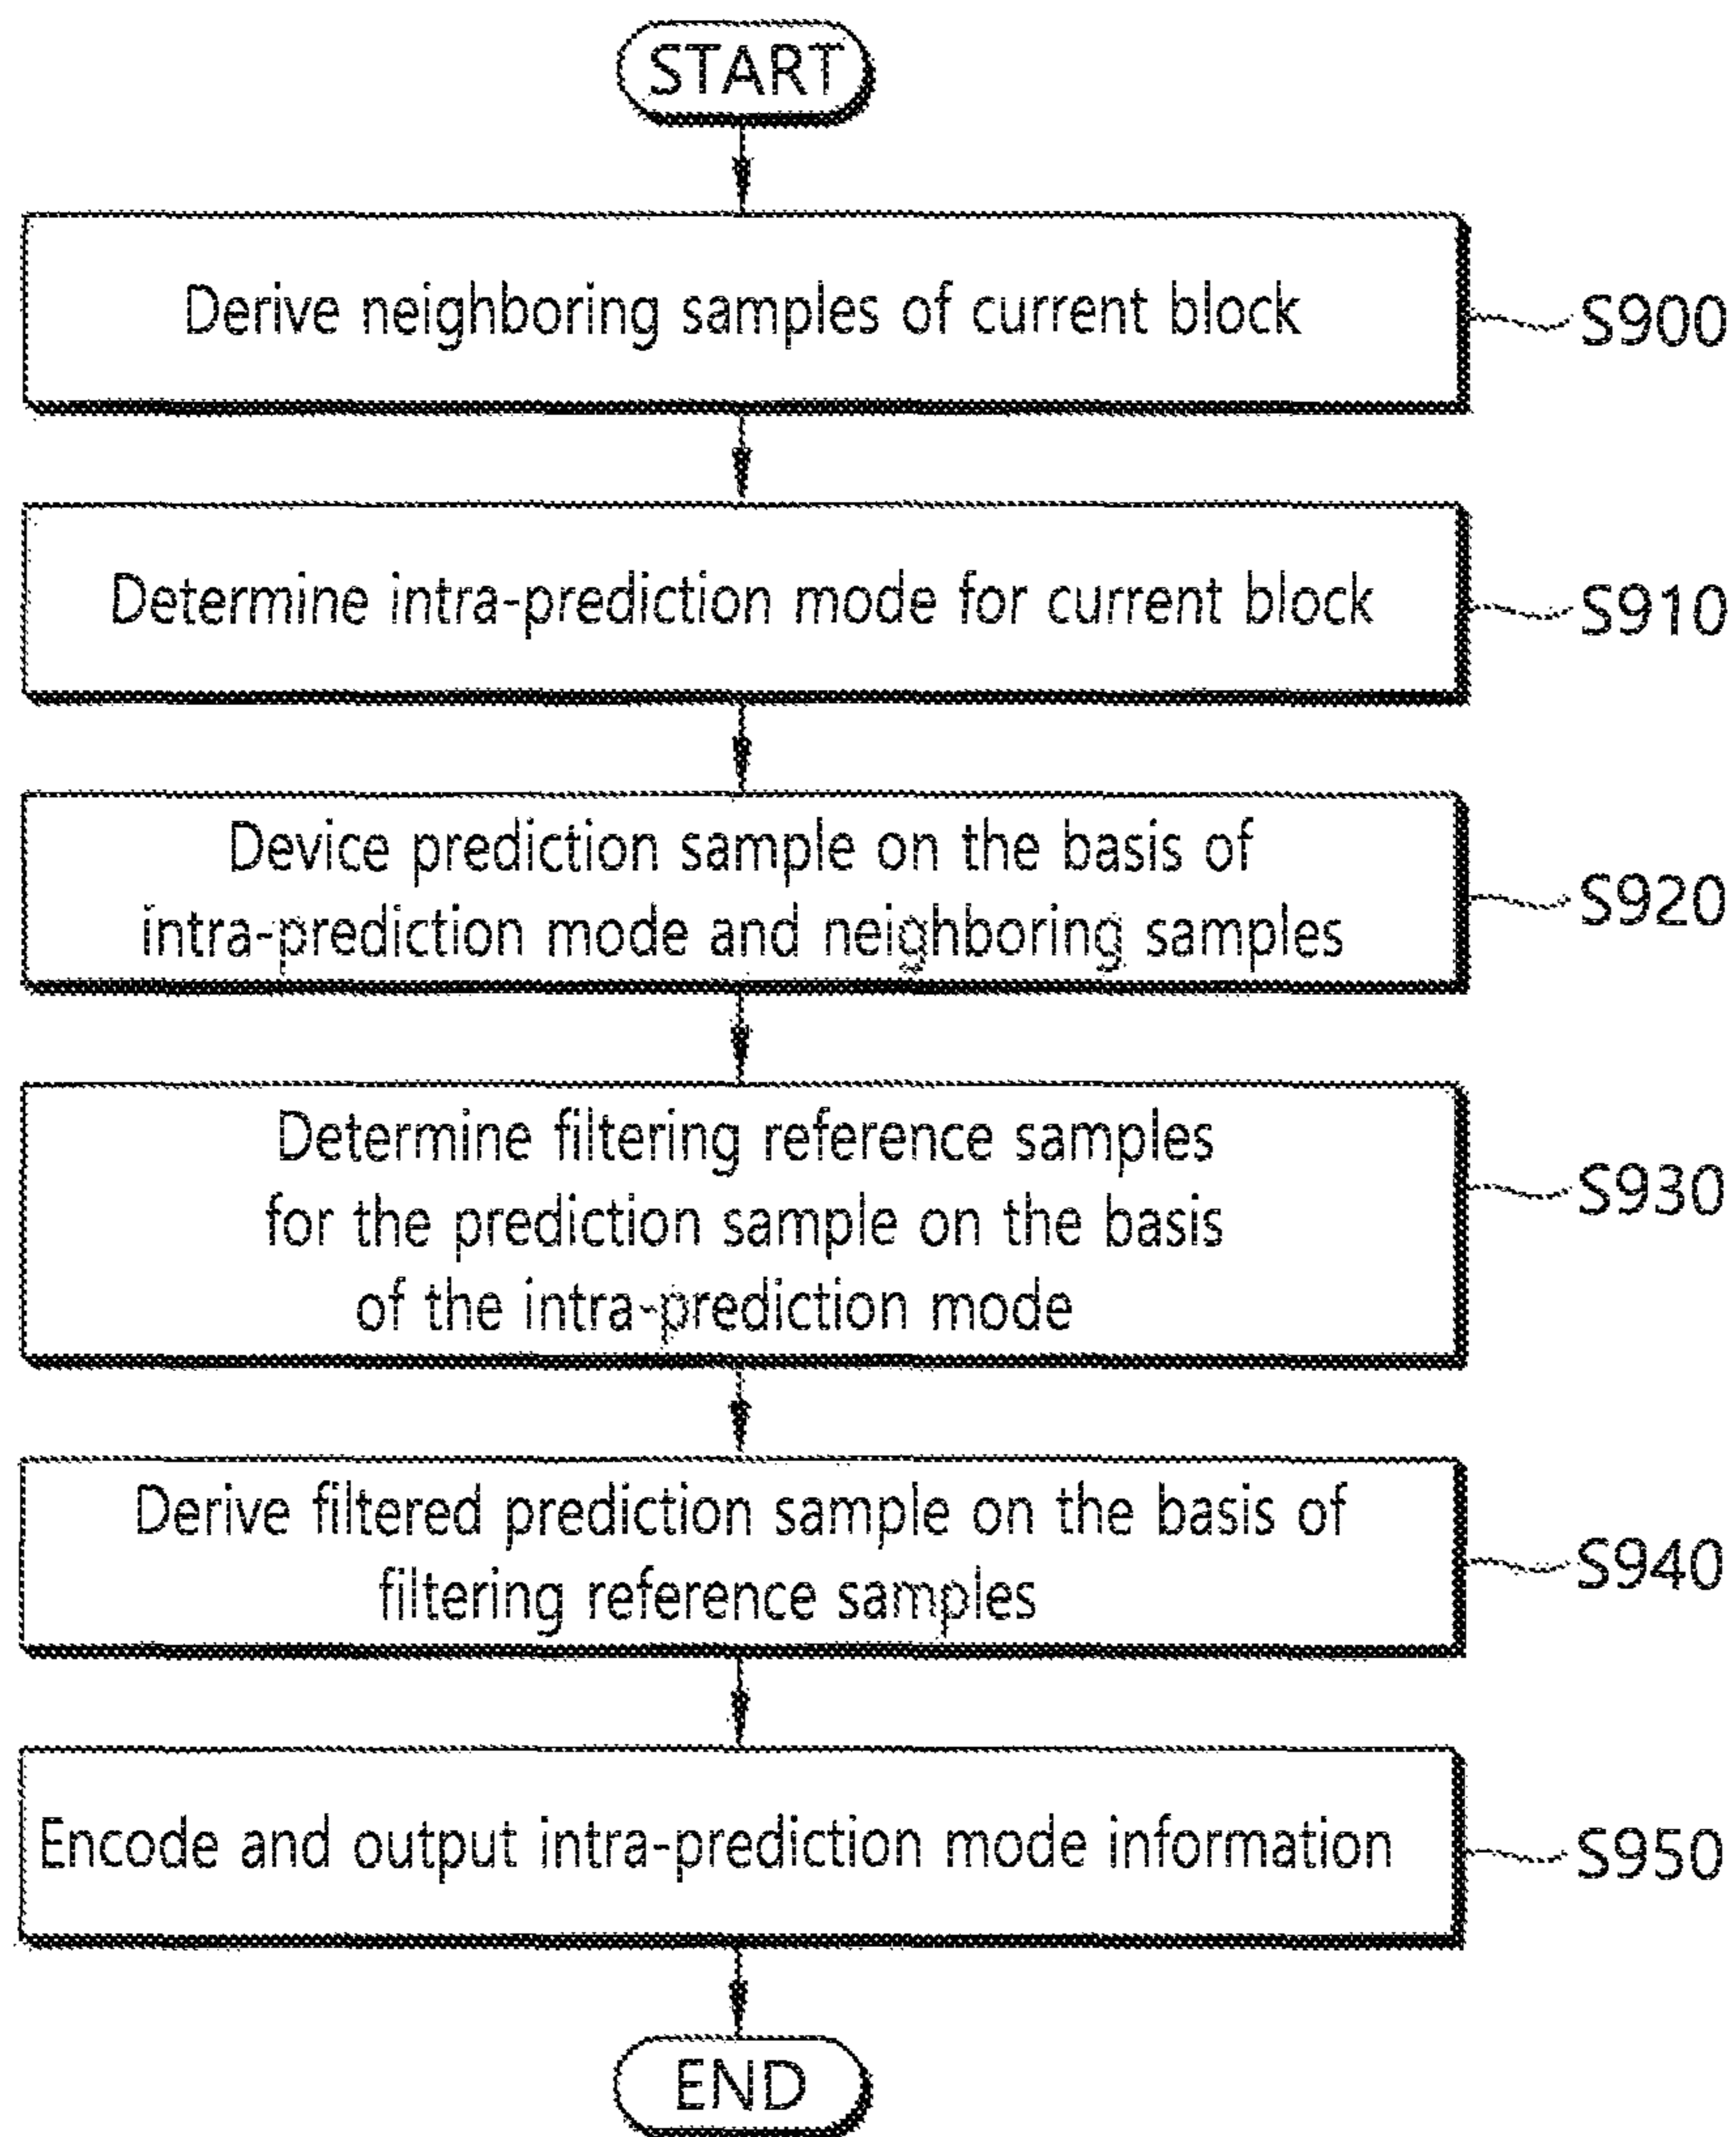 START
Derive neighboring samples of current block
S900
Determine intra-prediction mode for current block
S910
Device prediction sample on the basis of
intra-prediction mode and neighboring samples
S920
Determine filtering reference samples
for the prediction sample on the basis
of the intra-prediction mode
S930
Derive filtered prediction sample on the basis of
filtering reference samples
S940
Encode and output intra-prediction mode information
S950
END